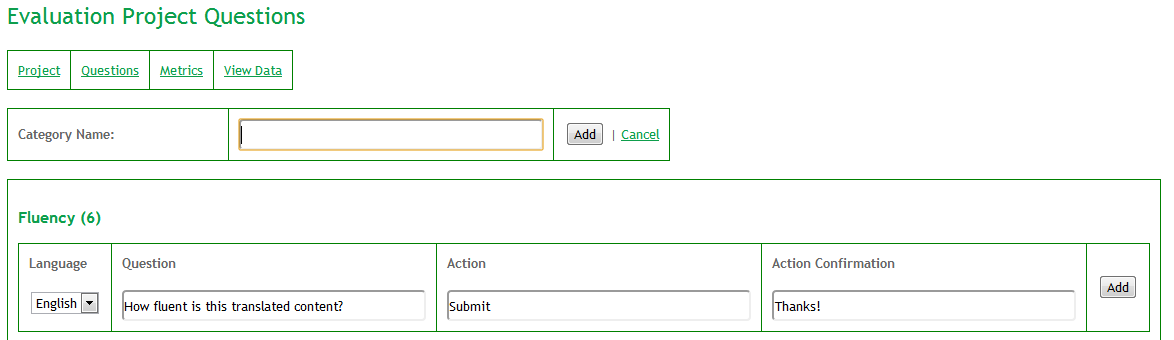 Evaluation Project Questions
Project Questions Metrics View Data
Category Name: Add | Cancel
Fluency (6)
Language Question Action Action Confirmation
English How fluent is this translated content? Submit Thanks! Add